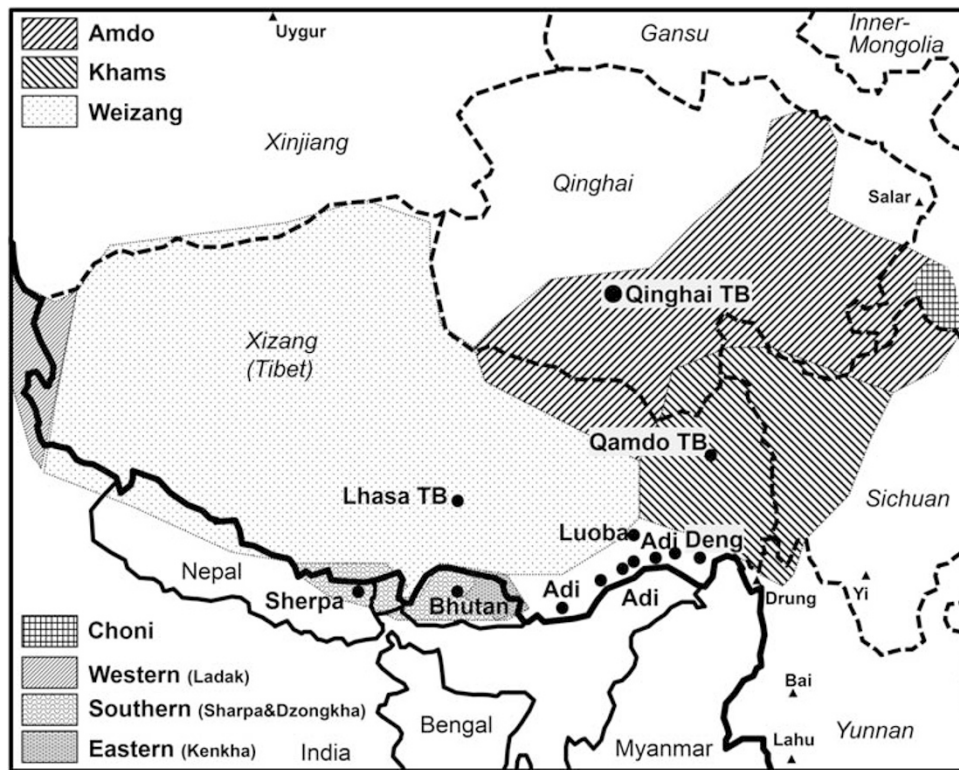 Amdo
Khams
Weizang
Uygur
Gansu
Inner-
Mongolia
Xinjiang
Qinghai
Salar
Qinghai TB
Xizang
(Tibet)
Qamdo TB
Lhasa TB
Sichuan
Luoba
Adi Deng
Nepal
Sherpa
Bhutan
Adi
Adi
Drung
Yi
Choni
Western (Ladak)
Southern (Sharpa&Dzongkha)
Eastern (Kenkha)
India
Bengal
Myanmar
Bai
Yunnan
Lahu